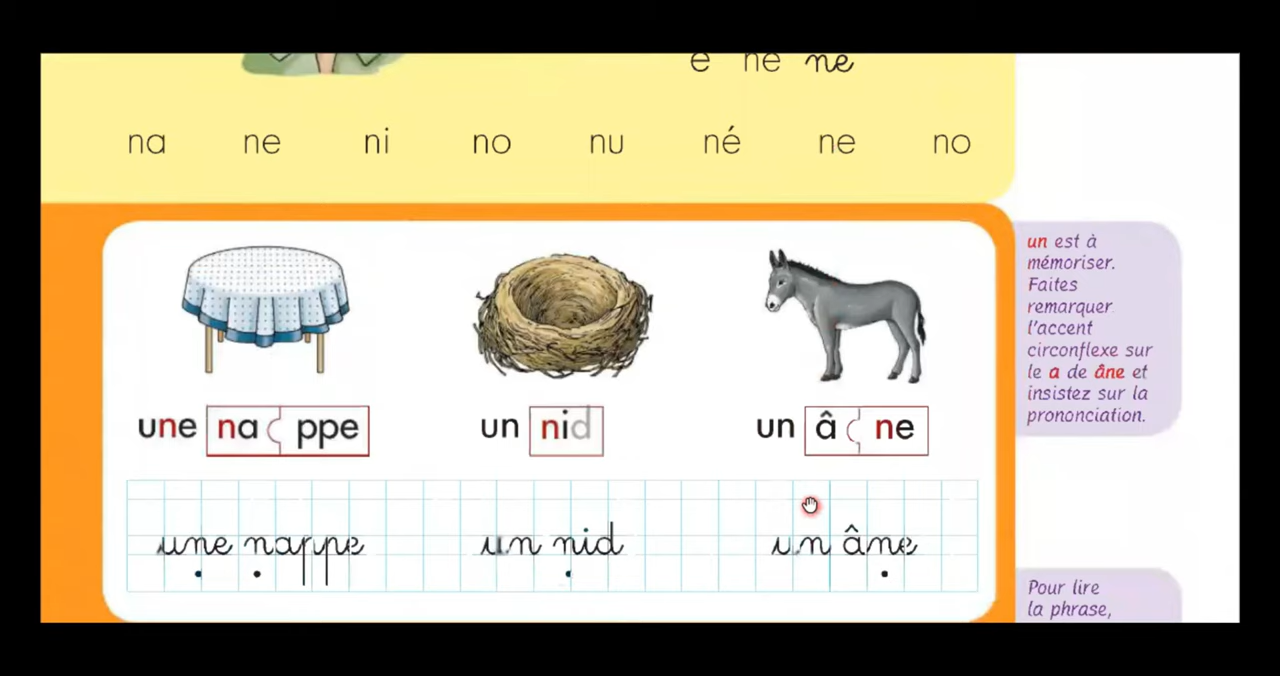 e ne ne
na ne ni no nu né ne no
une na ppe un nid un â ne
une nappe un nid un âne
un est à
mémoriser.
Faites
remarquer
l'accent
circonflexe sur
le a de âne et
insistez sur la
prononciation.
Pour lire
la phrase,